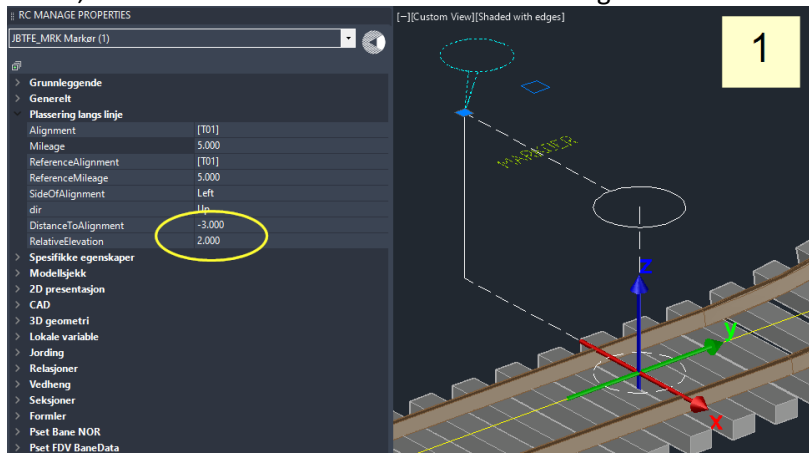 RC MANAGE PROPERTIES
JBTFE_MRK Markør (1)
> Grunnleggende
> Generelt
Plassering langs linje
Alignment [T01]
Mileage 5.000
ReferenceAlignment [T01]
ReferenceMileage 5.000
SideOfAlignment Left
dir Up
DistanceToAlignment -3.000
RelativeElevation 2.000
> Spesifikke egenskaper
> Modellsjekk
> 2D presentasjon
> CAD
> 3D geometri
> Lokale variable
> Jording
> Relasjoner
> Vedheng
> Seksjoner
> Formler
> Pset Bane NOR
> Pset FDV BaneData
[−][Custom View][Shaded with edges]
1
MARKØR
z
y
x